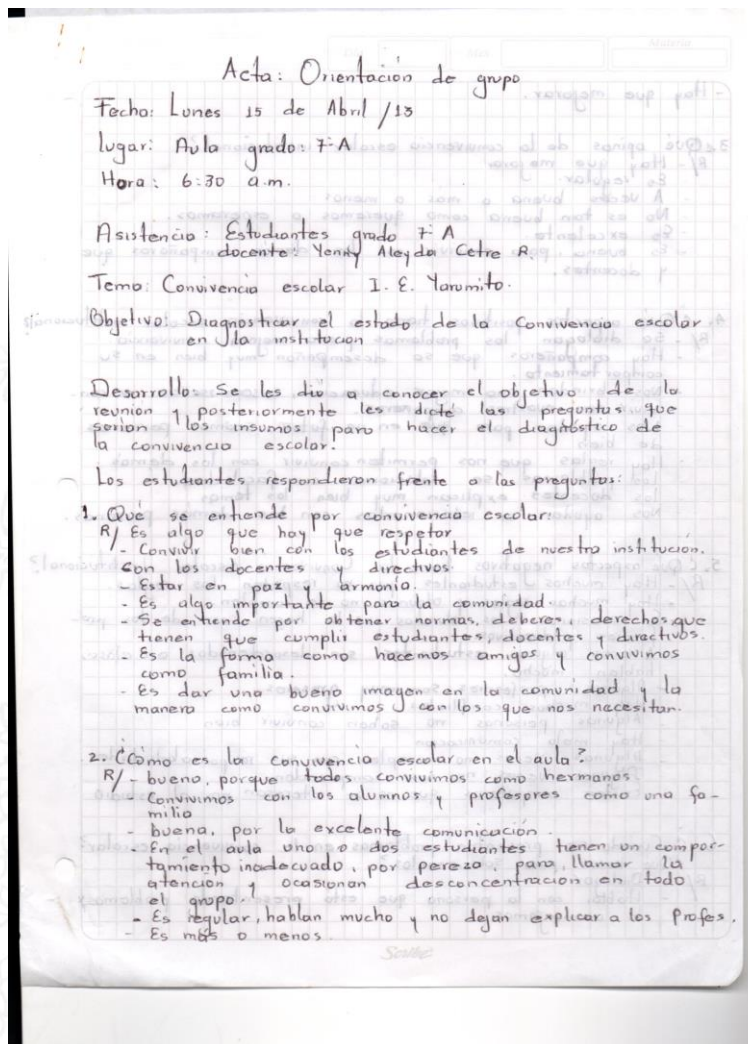 Acta: Orientación de grupo
Fecha: Lunes 15 de Abril /13
lugar: Aula grado: 7º A
Hora: 6:30 a.m.
Asistencia: Estudiantes grado 7º A
docente: Yenny Aleyda Cetre R.
Tema: Convivencia escolar I. E. Yarumito.
Objetivo: Diagnosticar el estado de la Convivencia escolar
en la institucion
Desarrollo: Se les dió a conocer el objetivo de la
reunion y posteriormente les dicté las preguntas que
serian los insumos para hacer el diagnóstico de
la convivencia escolar.
Los estudiantes respondieron frente a las preguntas:
1. Qué se entiende por convivencia escolar:
R/ Es algo que hay que respetar
- Convivir bien con los estudiantes de nuestra institución.
con los docentes y directivos.
- Estar en paz y armonía.
- Es algo importante para la comunidad
- Se entiende por obtener normas, deberes, derechos que
tienen que cumplir estudiantes, docentes y directivos.
- Es la forma como hacemos amigos y convivimos
como familia.
- Es dar una buena imagen en la comunidad y la
manera como convivimos con los que nos necesitan.
2. ¿Cómo es la convivencia escolar en el aula?
R/ - buena, porque todos convivimos como hermanos
- Convivimos con los alumnos y profesores como una fa-
milia
- buena, por la excelente comunicación.
- En el aula uno o dos estudiantes tienen un compor-
tamiento inadecuado, por pereza, para llamar la
atencion y ocasionan desconcentracion en todo
el grupo.
- Es regular, hablan mucho y no dejan explicar a los Profes.
- Es más o menos.
Scribe